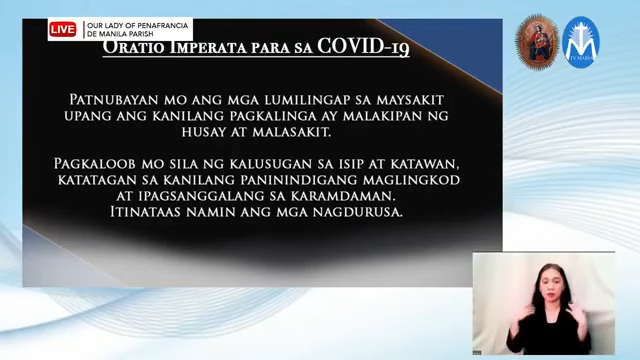 LIVE
OUR LADY OF PENAFRANCIA
DE MANILA PARISH
ORATIO IMPERATA PARA SA COVID-19
PATNUBAYAN MO ANG MGA LUMILINGAP SA MAYSAKIT
UPANG ANG KANILANG PAGKALINGA AY MALAKIPAN NG
HUSAY AT MALASAKIT.
PAGKALOOB MO SILA NG KALUSUGAN SA ISIP AT KATAWAN,
KATATAGAN SA KANILANG PANININDIGANG MAGLINGKOD
AT IPAGSANGGALANG SA KARAMDAMAN.
ITINATAAS NAMIN ANG MGA NAGDURUSA.
TV MARIA